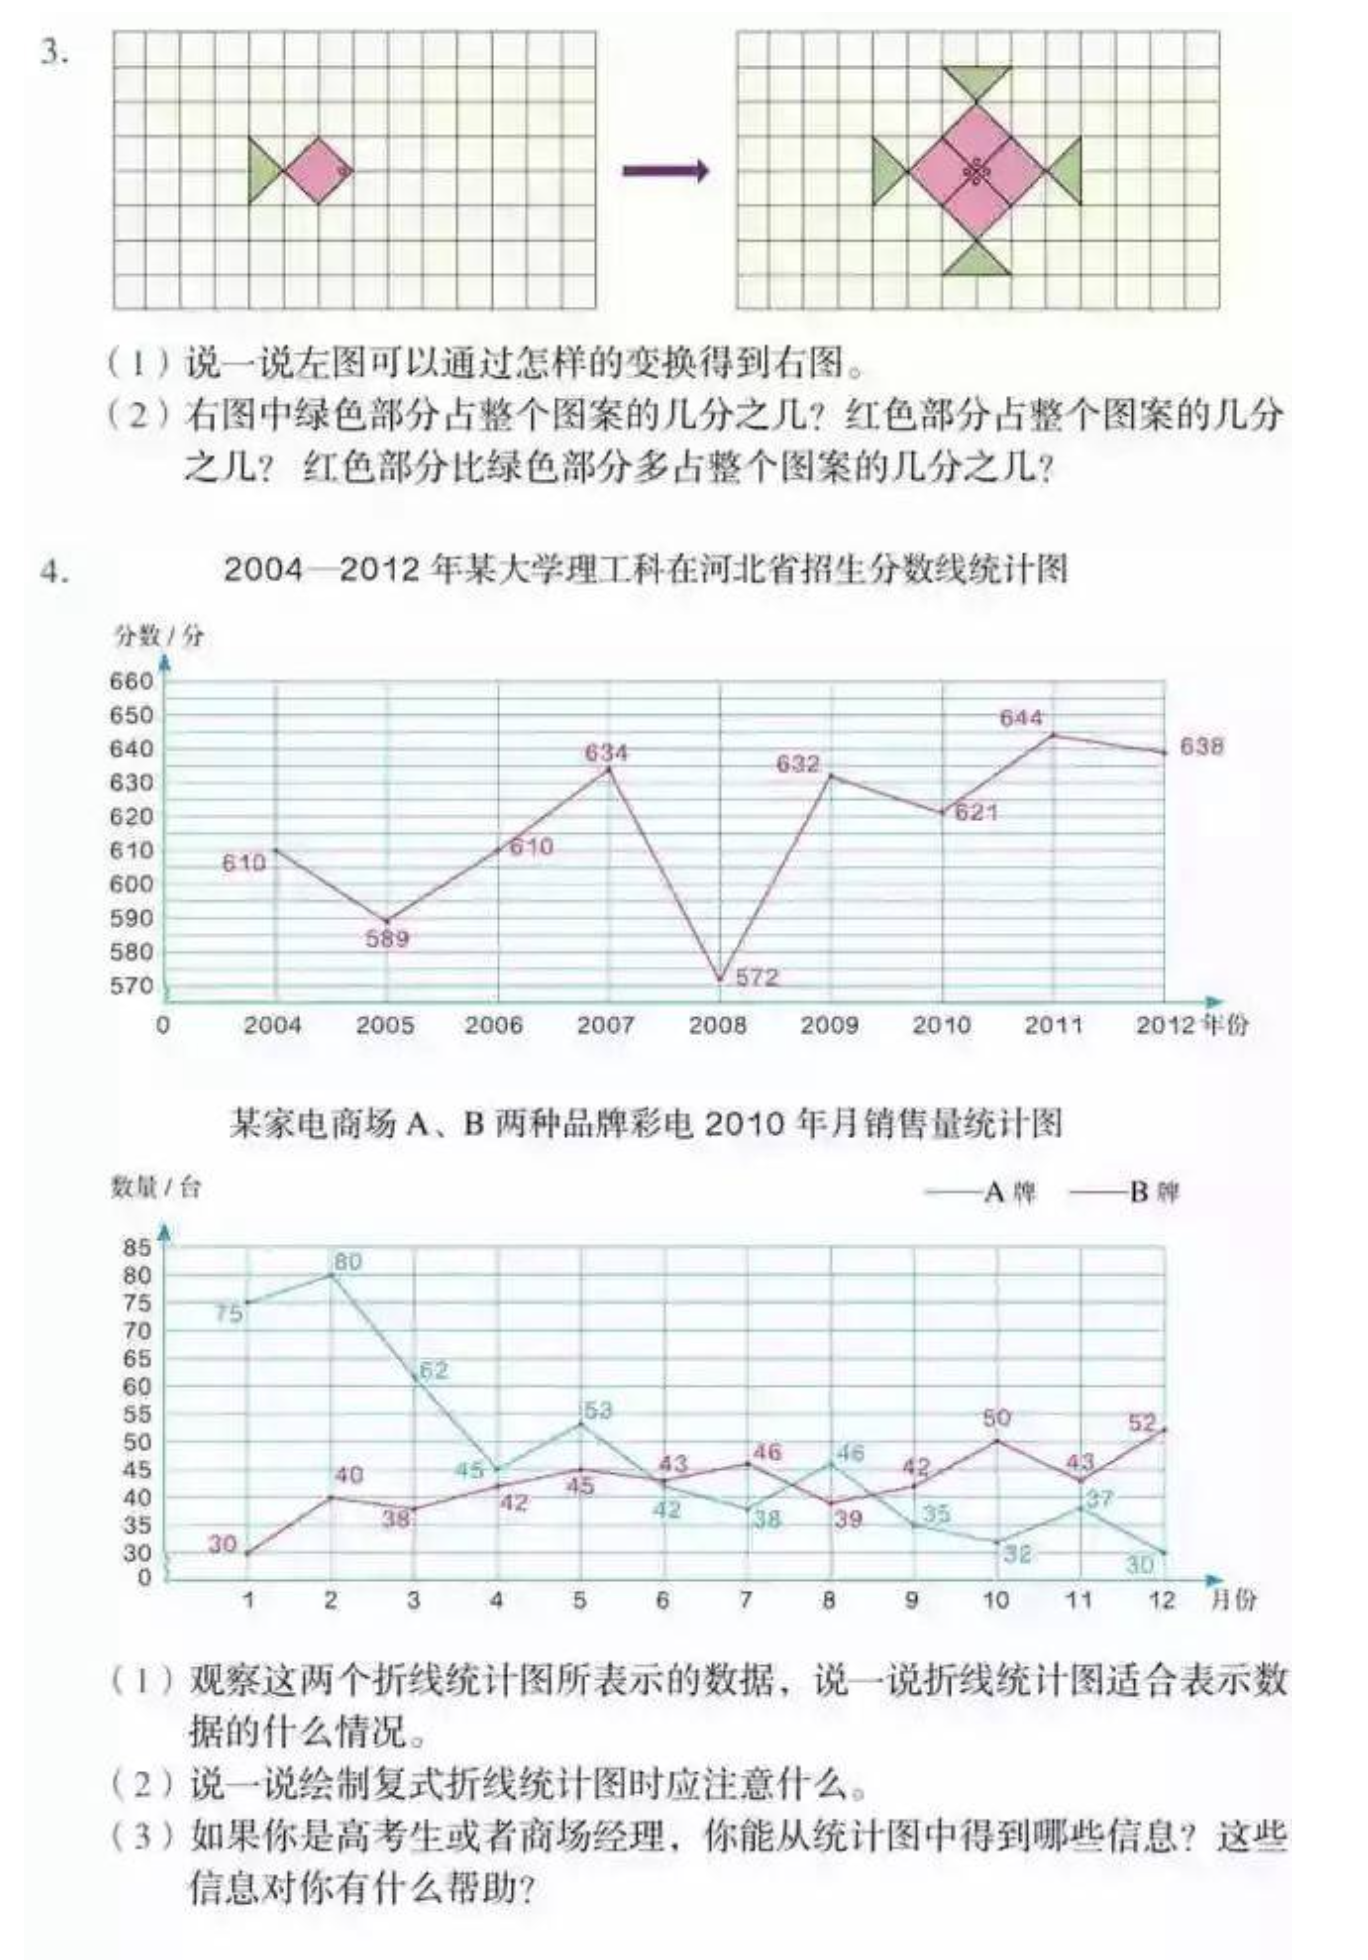 3.
(1)说一说左图可以通过怎样的变换得到右图。
(2)右图中绿色部分占整个图案的几分之几?红色部分占整个图案的几分
之几? 红色部分比绿色部分多占整个图案的几分之几?
4.
2004—2012 年某大学理工科在河北省招生分数线统计图
分数/分
660
650
644
640
638
634
632
630
621
620
610
610
610
600
590
589
580
572
570
0 2004 2005 2006 2007 2008 2009 2010 2011 2012 年份
某家电商场 A、B 两种品牌彩电 2010 年月销售量统计图
数量/台
A 牌 B 牌
85
80 80
75 75
70
65
62
60
55 53 52
50 50
45 45 45 43 46 46 42 43
40 40 38 42 42 38 39 37
35 35
30 30 32 30
0
1 2 3 4 5 6 7 8 9 10 11 12 月份
(1)观察这两个折线统计图所表示的数据，说一说折线统计图适合表示数
据的什么情况。
(2)说一说绘制复式折线统计图时应注意什么。
(3)如果你是高考生或者商场经理，你能从统计图中得到哪些信息?这些
信息对你有什么帮助?